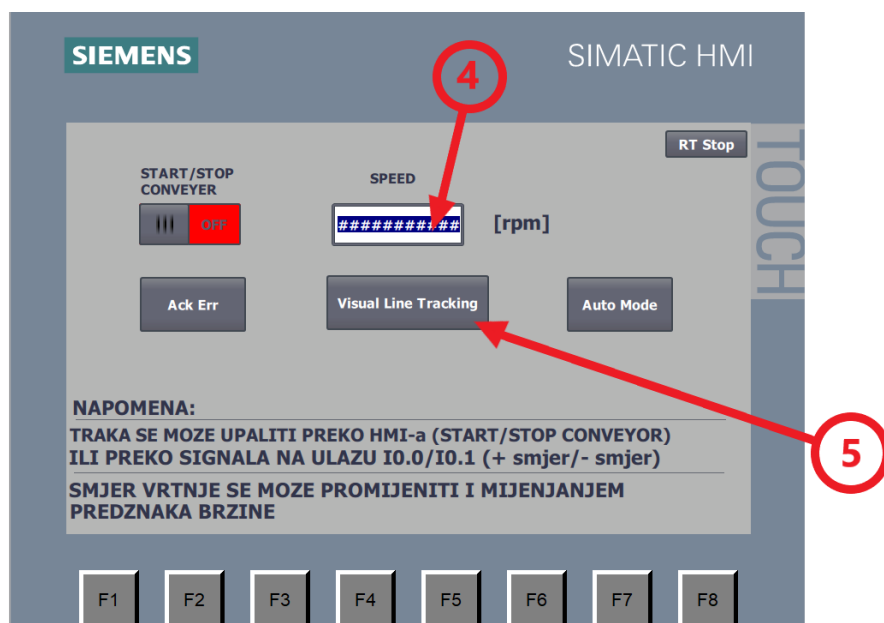 SIEMENS
SIMATIC HMI
4
TOUCH
RT Stop
START/STOP
CONVEYER
SPEED
OFF
###########
[rpm]
Ack Err
Visual Line Tracking
Auto Mode
NAPOMENA:
TRAKA SE MOZE UPALITI PREKO HMI-a (START/STOP CONVEYOR)
ILI PREKO SIGNALA NA ULAZU I0.0/I0.1 (+ smjer/- smjer)
5
SMJER VRTNJE SE MOZE PROMIJENITI I MIJENJANJEM
PREDZNAKA BRZINE
F1
F2
F3
F4
F5
F6
F7
F8